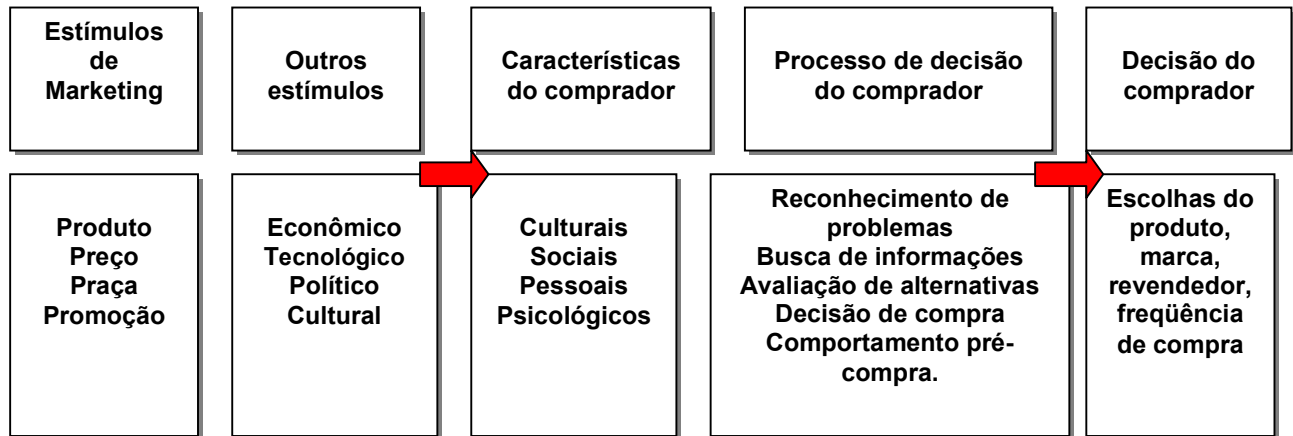 Estímulos
de
Marketing
Outros
estímulos
Características
do comprador
Processo de decisão
do comprador
Decisão do
comprador
Produto
Preço
Praça
Promoção
Econômico
Tecnológico
Político
Cultural
Culturais
Sociais
Pessoais
Psicológicos
Reconhecimento de
problemas
Busca de informações
Avaliação de alternativas
Decisão de compra
Comportamento pré-
compra.
Escolhas do
produto,
marca,
revendedor,
freqüência
de compra